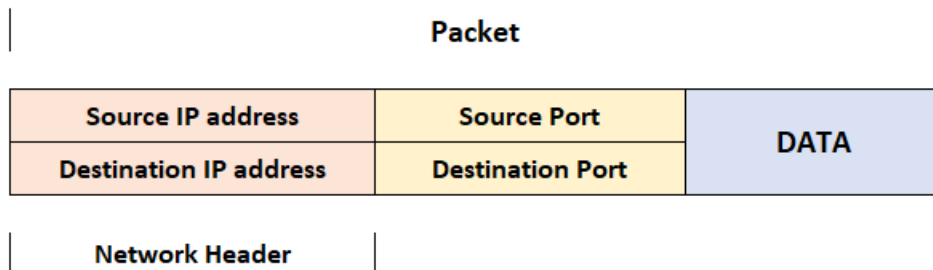 Packet
Source IP address
Source Port
DATA
Destination IP address
Destination Port
Network Header